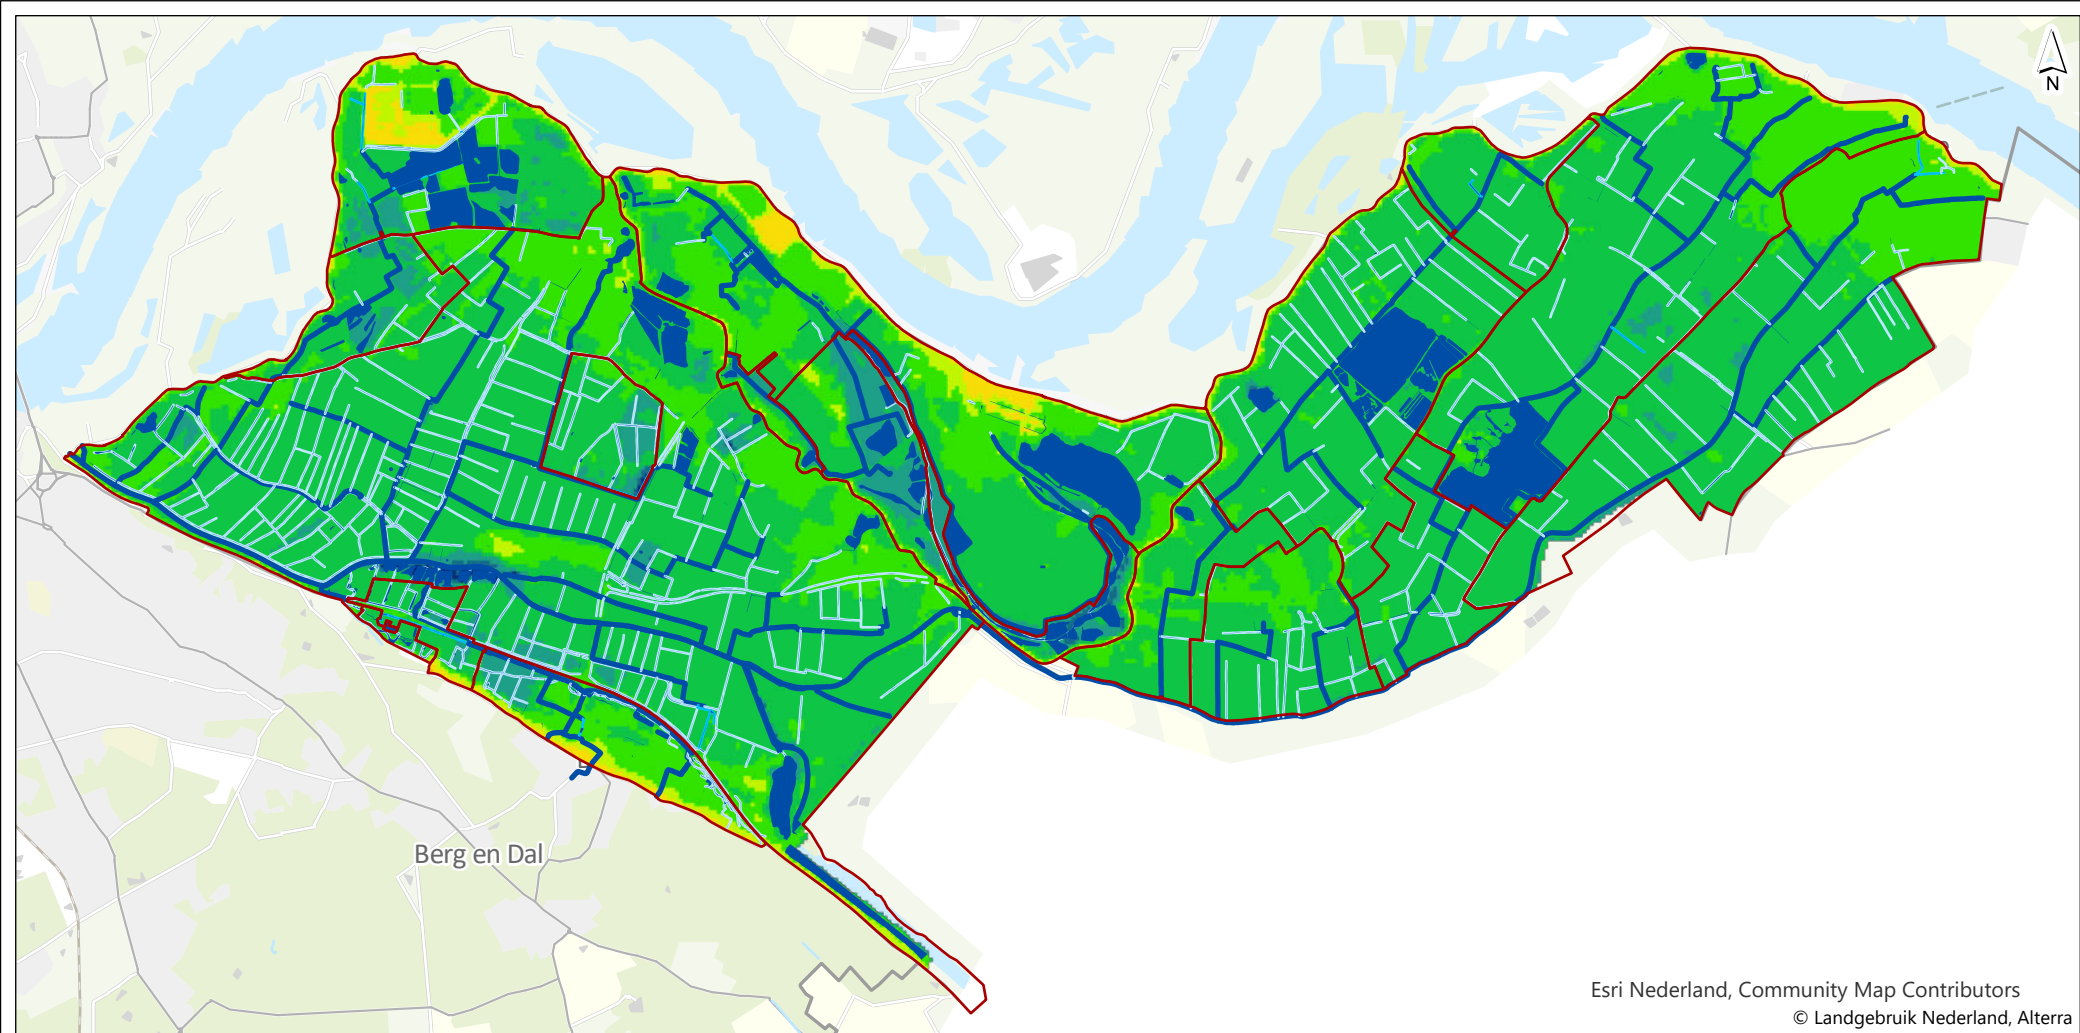 N
Berg en Dal
Esri Nederland, Community Map Contributors
© Landgebruik Nederland, Alterra